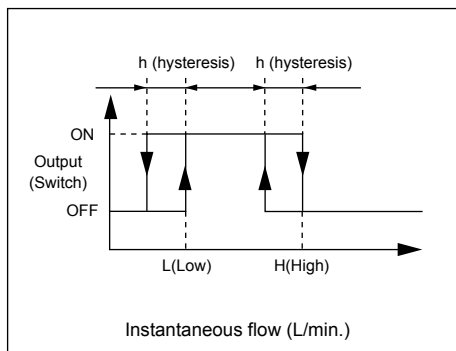 h (hysteresis) h (hysteresis)
ON
Output
(Switch)
OFF
L(Low) H(High)
Instantaneous flow (L/min.)